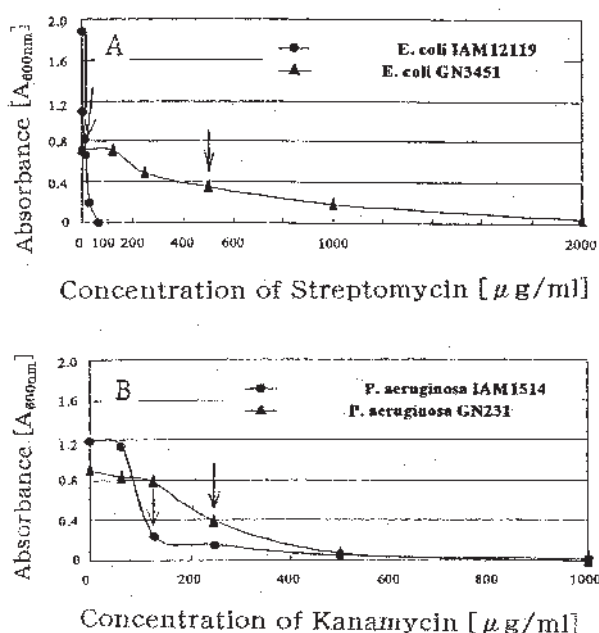 A
E. coli IAM12119
E. coli GN3451
Absorbance [A600nm]
2.0
1.6
1.2
0.8
0.4
0
0 100 200 400 600 1000 2000
Concentration of Streptomycin [μg/ml]
B
P. aeruginosa IAM1514
P. aeruginosa GN231
Absorbance [A600nm]
2.0
1.6
1.2
0.8
0.4
0
0 200 400 600 800 1000
Concentration of Kanamycin [μg/ml]